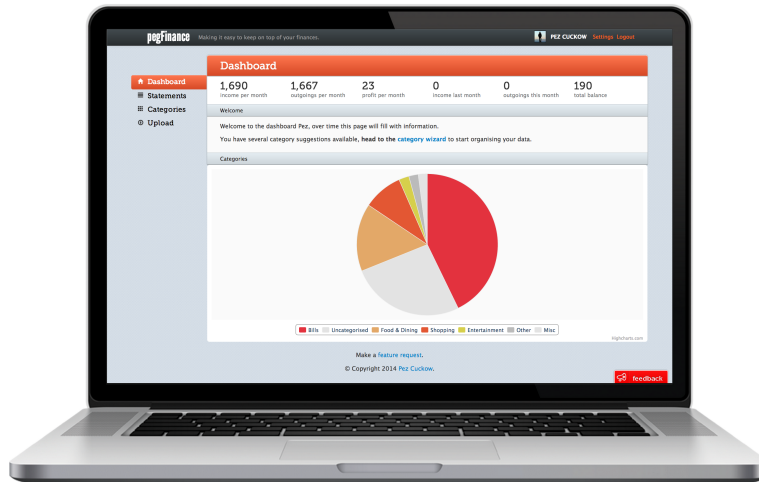 pegFinance Making it easy to keep on top of your finances. PEZ CUCKOW Settings Logout
Dashboard
Statements
Categories
Upload
Dashboard
1,690 1,667 23 0 0 190
income per month outgoings per month profit per month income last month outgoings this month total balance
Welcome
Welcome to the dashboard Pez, over time this page will fill with information.
You have several category suggestions available, head to the category wizard to start organising your data.
Categories
Bills Uncategorised Food & Dining Shopping Entertainment Other Misc
Highcharts.com
Make a feature request.
© Copyright 2014 Pez Cuckow.
feedback